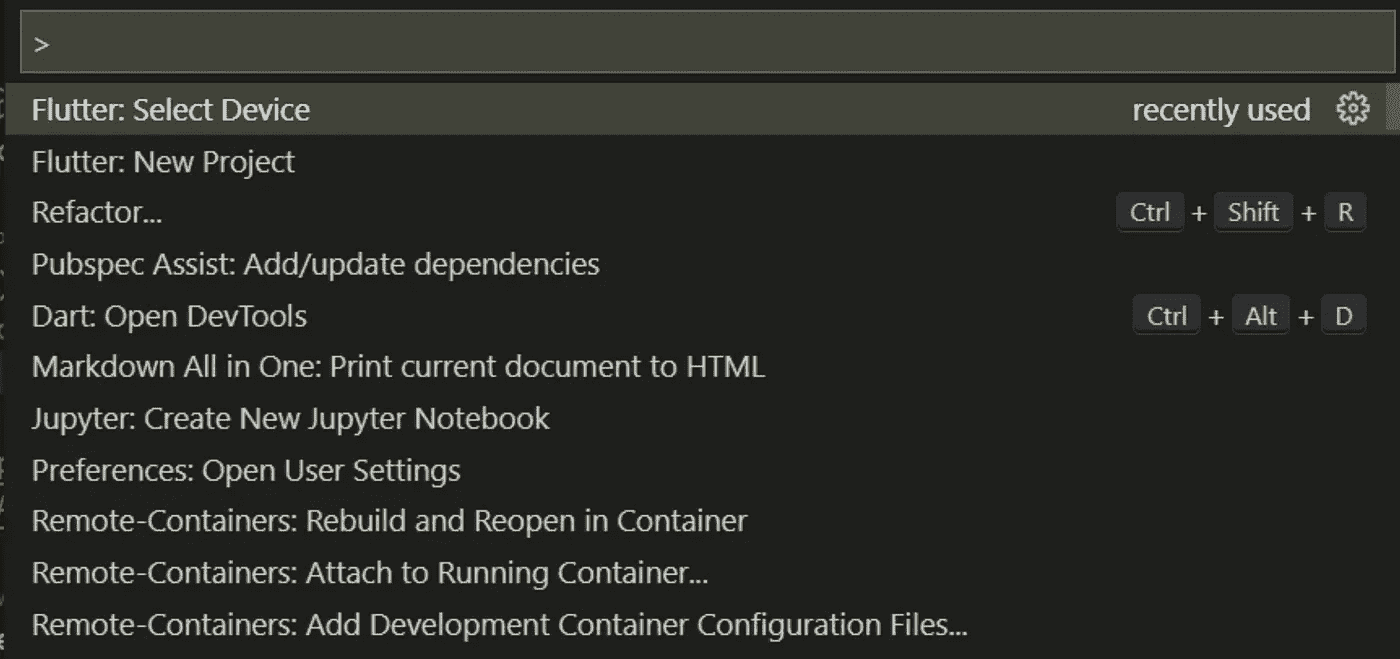 >
Flutter: Select Device recently used
Flutter: New Project
Refactor... Ctrl + Shift + R
Pubspec Assist: Add/update dependencies
Dart: Open DevTools Ctrl + Alt + D
Markdown All in One: Print current document to HTML
Jupyter: Create New Jupyter Notebook
Preferences: Open User Settings
Remote-Containers: Rebuild and Reopen in Container
Remote-Containers: Attach to Running Container...
Remote-Containers: Add Development Container Configuration Files...